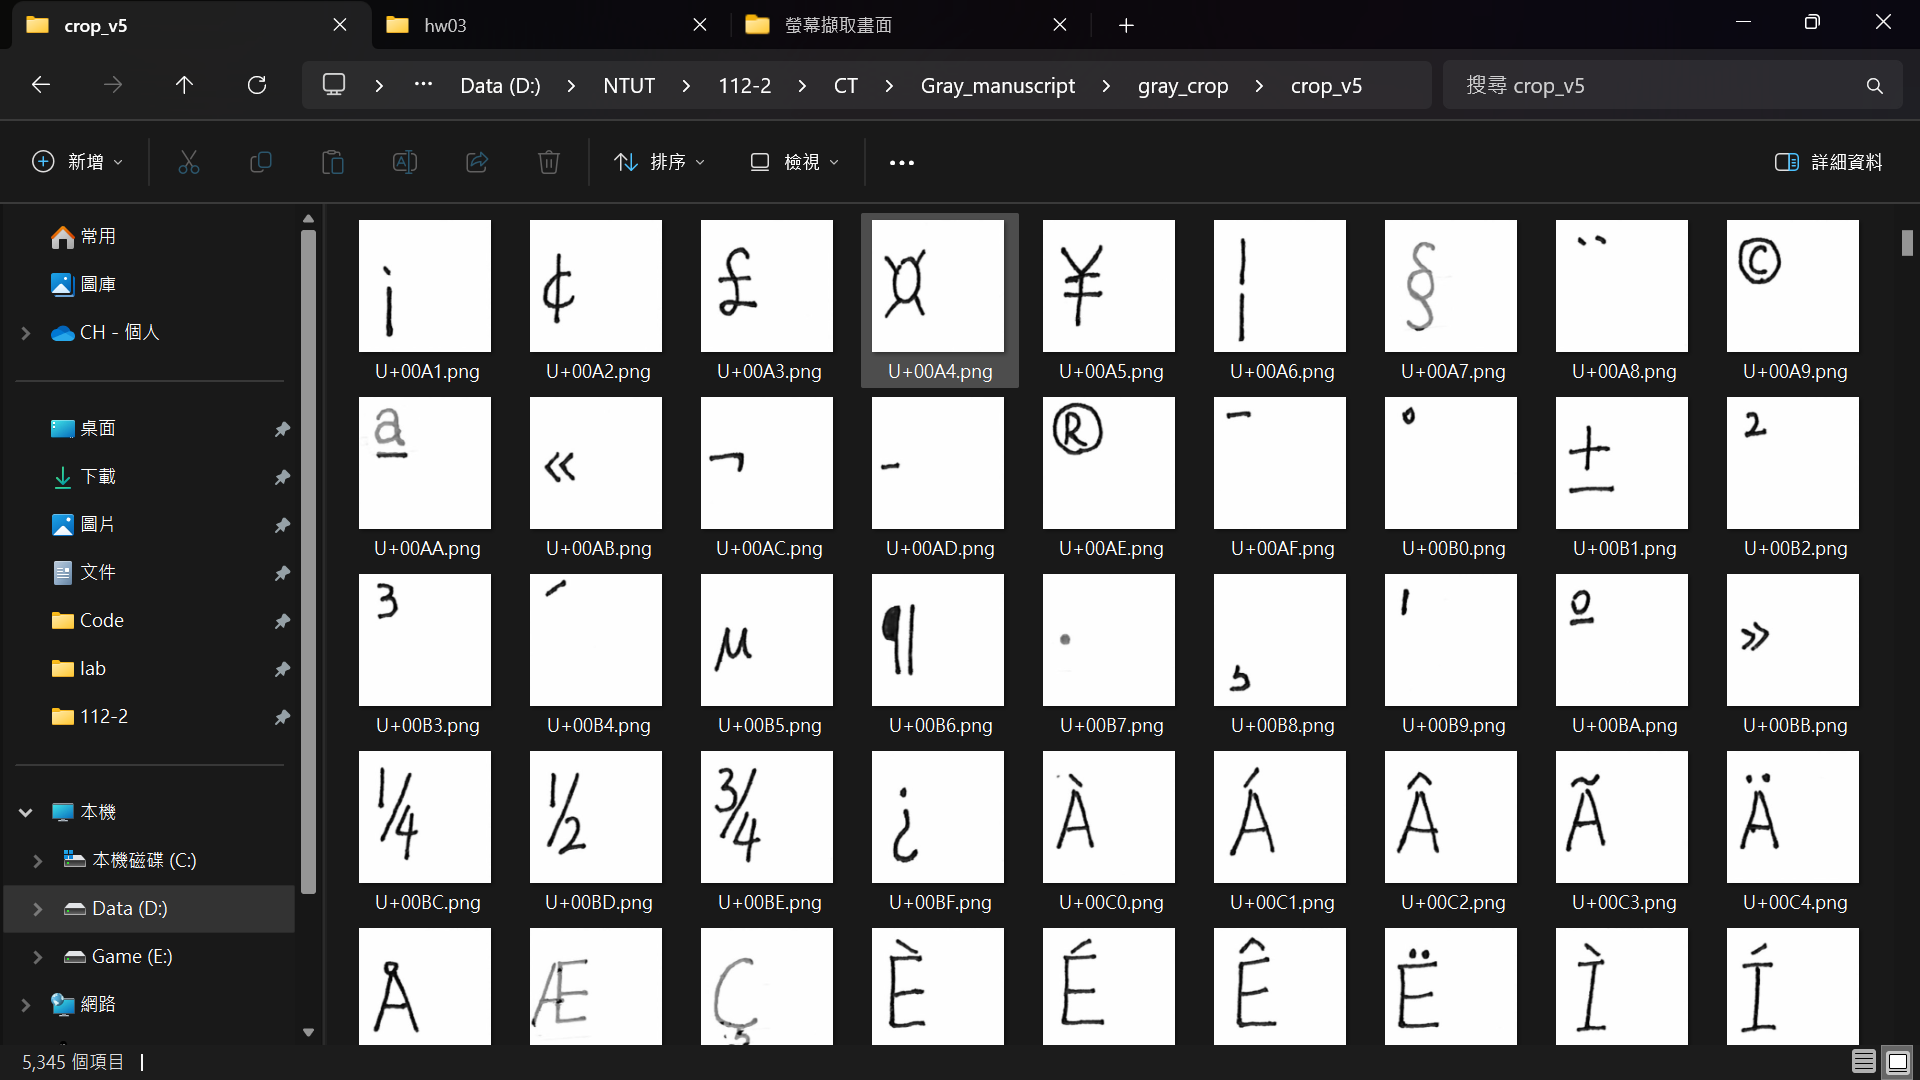 crop_v5
hw03
螢幕擷取畫面
Data (D:) NTUT 112-2 CT Gray_manuscript gray_crop crop_v5
搜尋 crop_v5
新增
排序
檢視
詳細資料
常用
圖庫
CH - 個人
桌面
下載
圖片
文件
Code
lab
112-2
本機
本機磁碟 (C:)
Data (D:)
Game (E:)
網路
¡ ¢ £ ¤ ¥ ¦ § ¨ ©
U+00A1.png U+00A2.png U+00A3.png U+00A4.png U+00A5.png U+00A6.png U+00A7.png U+00A8.png U+00A9.png
ª « ¬ - ® ¯ ° ± ²
U+00AA.png U+00AB.png U+00AC.png U+00AD.png U+00AE.png U+00AF.png U+00B0.png U+00B1.png U+00B2.png
³ ´ µ ¶ · ¸ ¹ º »
U+00B3.png U+00B4.png U+00B5.png U+00B6.png U+00B7.png U+00B8.png U+00B9.png U+00BA.png U+00BB.png
¼ ½ ¾ ¿ À Á Â Ã Ä
U+00BC.png U+00BD.png U+00BE.png U+00BF.png U+00C0.png U+00C1.png U+00C2.png U+00C3.png U+00C4.png
Å Æ Ç È É Ê Ë Ì Í
5,345 個項目